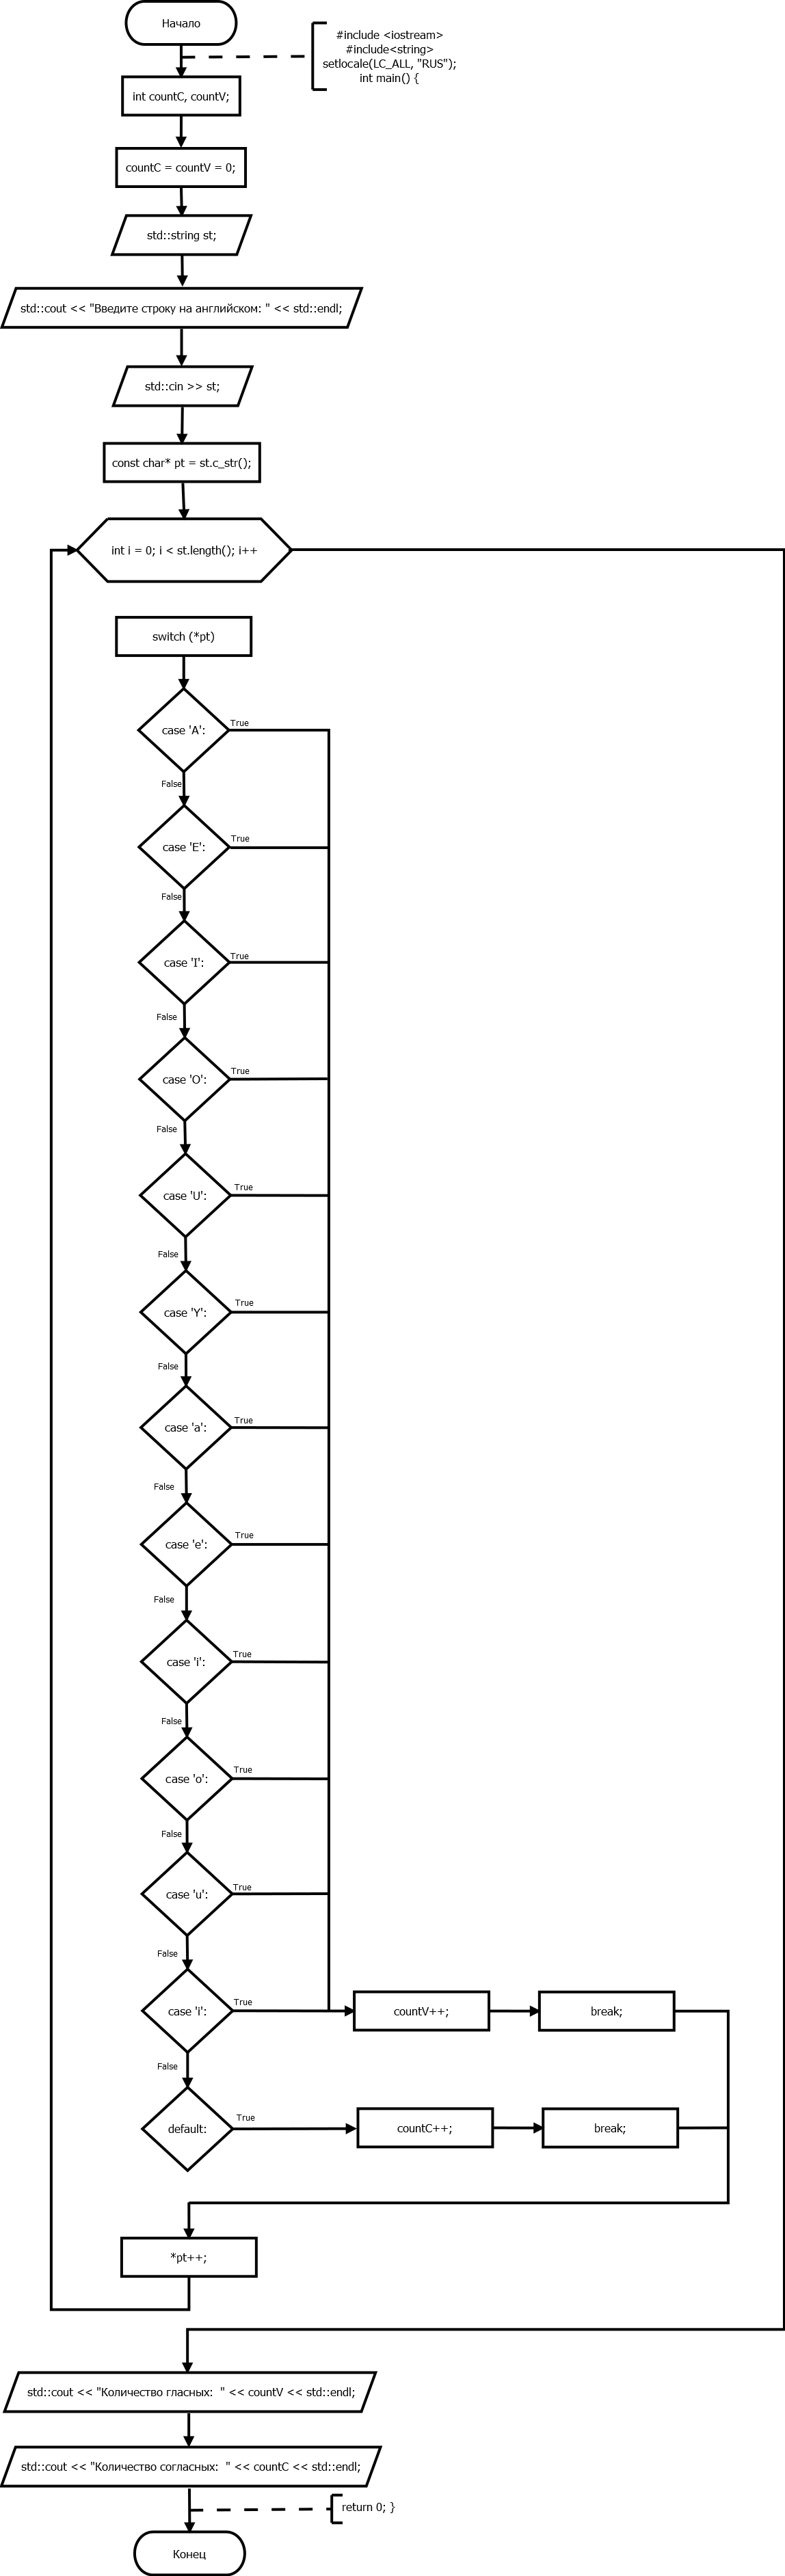 Начало
#include <iostream>
#include<string>
setlocale(LC_ALL, "RUS");
int main() {
int countC, countV;
countC = countV = 0;
std::string st;
std::cout << "Введите строку на английском: " << std::endl;
std::cin >> st;
const char* pt = st.c_str();
int i = 0; i < st.length(); i++
switch (*pt)
case 'A':
True
False
case 'E':
True
False
case 'I':
True
False
case 'O':
True
False
case 'U':
True
False
case 'Y':
True
False
case 'a':
True
False
case 'e':
True
False
case 'i':
True
False
case 'o':
True
False
case 'u':
True
False
case 'i':
True
countV++;
break;
False
default:
True
countC++;
break;
*pt++;
std::cout << "Количество гласных:  " << countV << std::endl;
std::cout << "Количество согласных:  " << countC << std::endl;
return 0; }
Конец